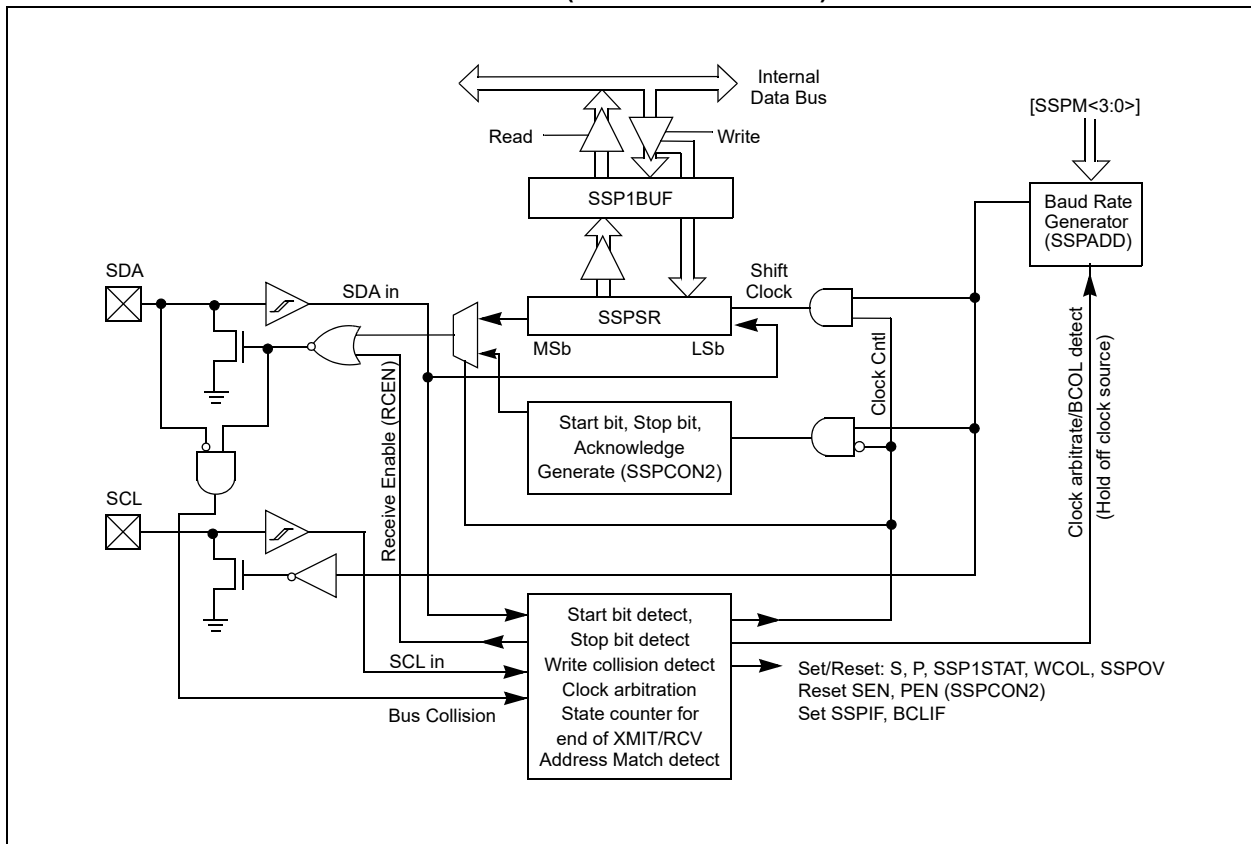 Internal
Data Bus
[SSPM<3:0>]
Read
Write
SSP1BUF
Baud Rate
Generator
(SSPADD)
SDA
Shift
Clock
SDA in
SSPSR
MSb
LSb
Clock Cntl
Clock arbitrate/BCOL detect
(Hold off clock source)
Receive Enable (RCEN)
Start bit, Stop bit,
Acknowledge
Generate (SSPCON2)
SCL
Start bit detect,
Stop bit detect
Write collision detect
Clock arbitration
State counter for
end of XMIT/RCV
Address Match detect
SCL in
Bus Collision
Set/Reset: S, P, SSP1STAT, WCOL, SSPOV
Reset SEN, PEN (SSPCON2)
Set SSPIF, BCLIF